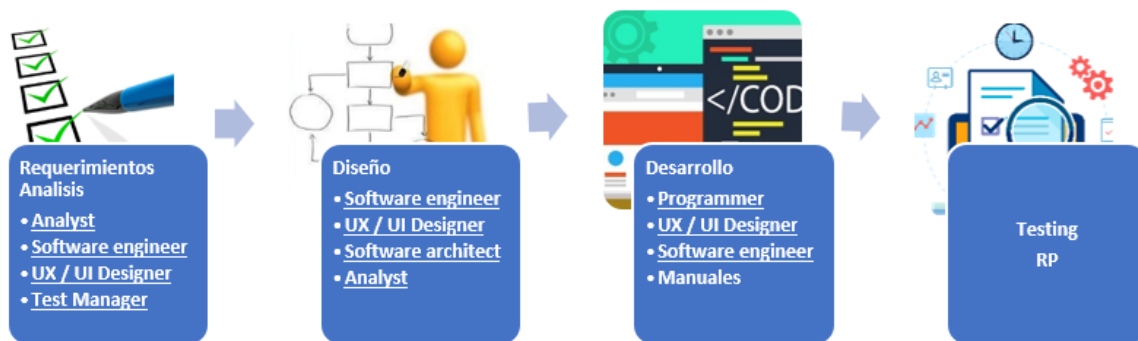 </COD
Requerimientos
Analisis
• Analyst
• Software engineer
• UX / UI Designer
• Test Manager
Diseño
• Software engineer
• UX / UI Designer
• Software architect
• Analyst
Desarrollo
• Programmer
• UX / UI Designer
• Software engineer
• Manuales
Testing
RP